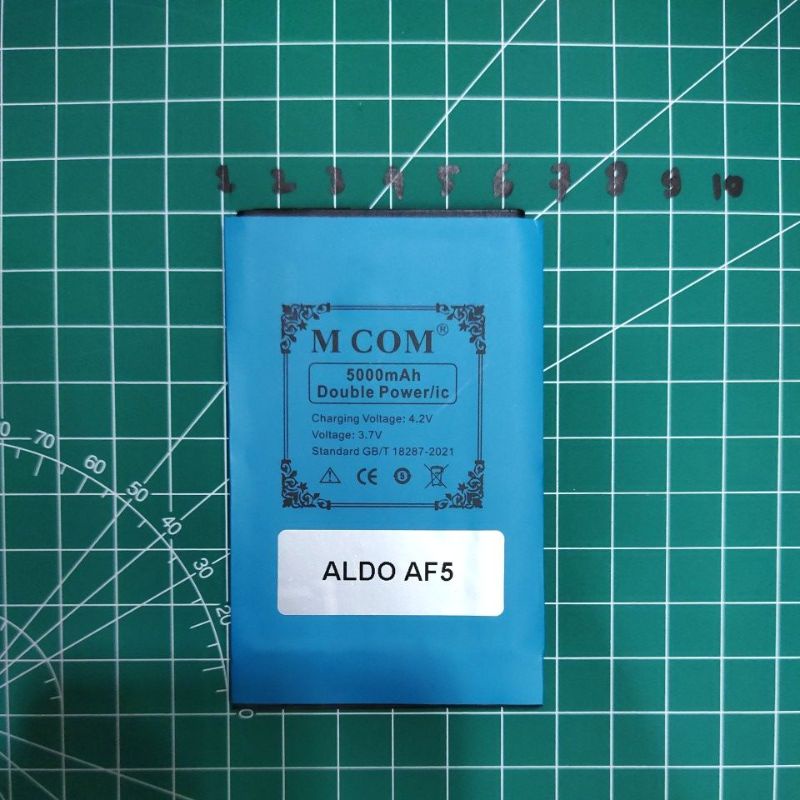 1 2 3 4 5 6 7 8 9 10
M COM®
5000mAh
Double Power/ic
Charging Voltage: 4.2V
Voltage: 3.7V
Standard GB/T 18287-2021
CE 5
ALDO AF5
70
60
50
40
30
20